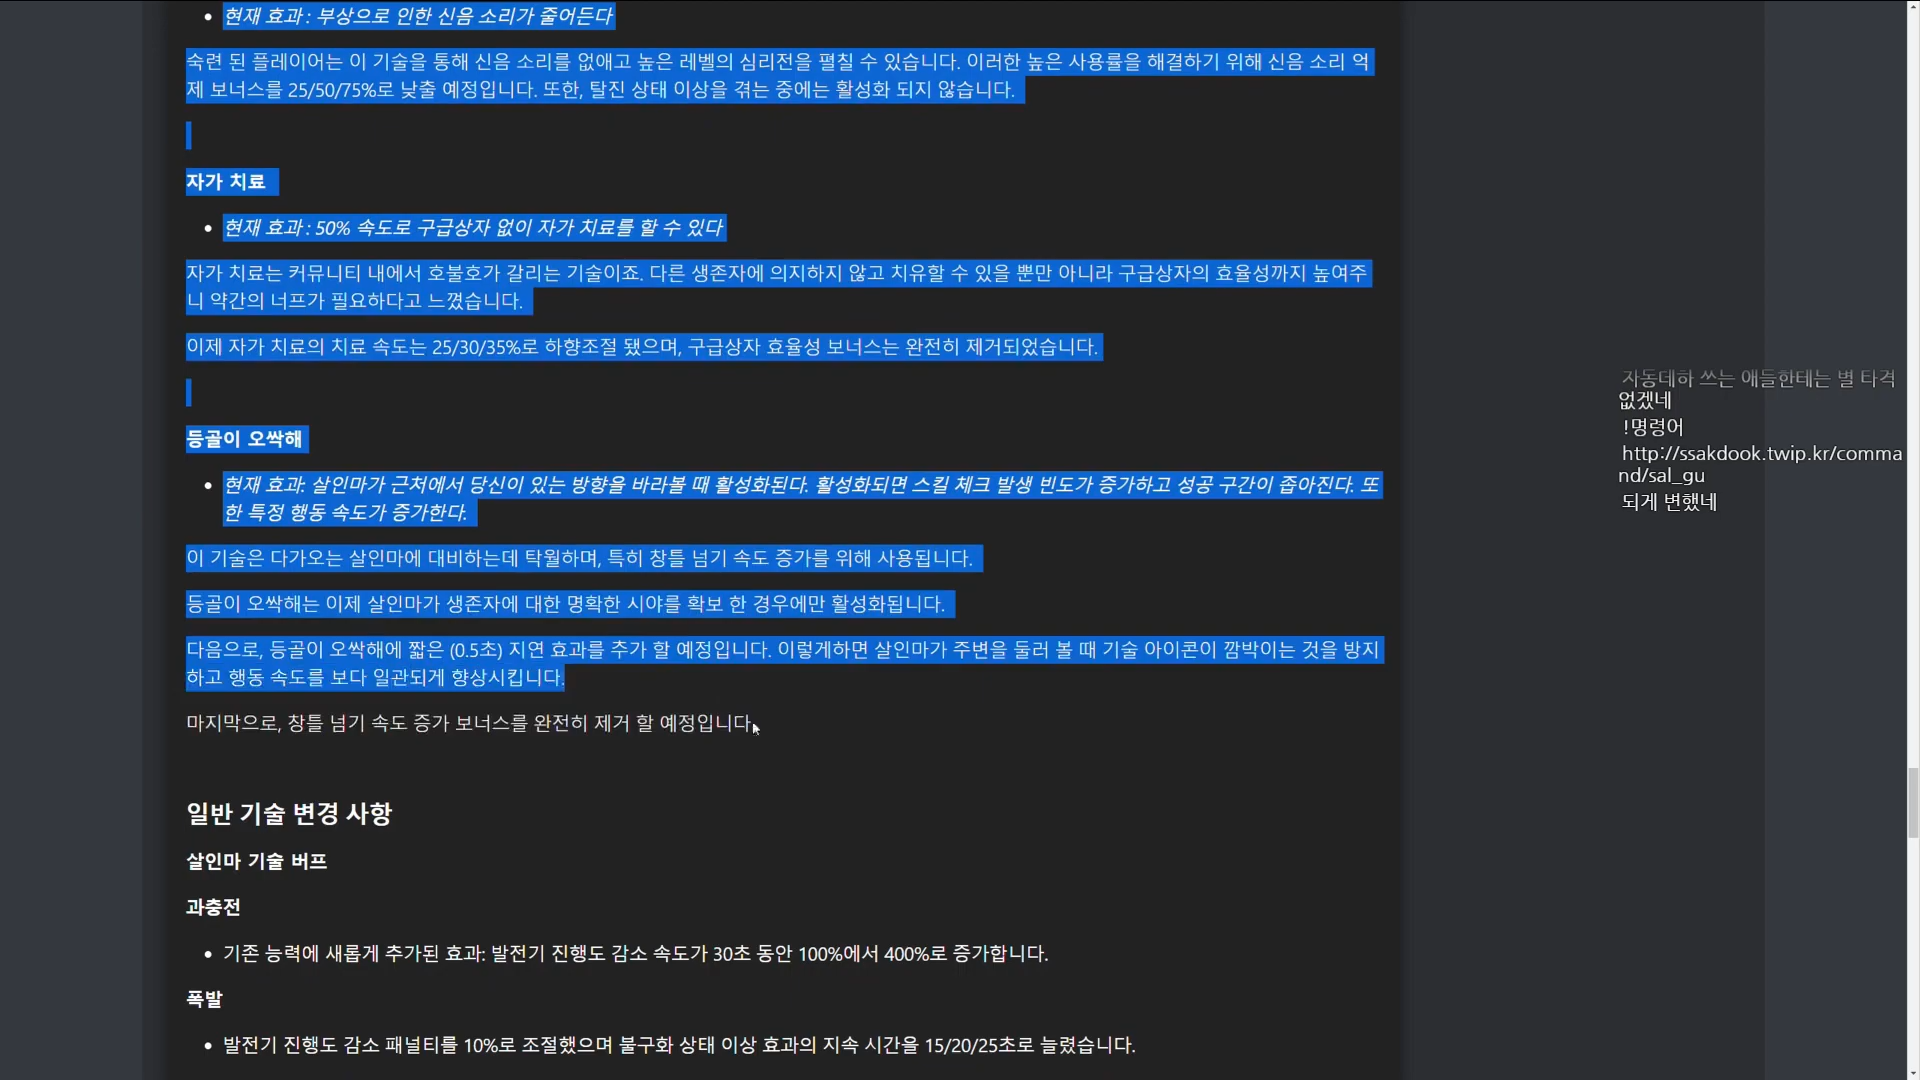 현재 효과 : 부상으로 인한 신음 소리가 줄어든다
숙련 된 플레이어는 이 기술을 통해 신음 소리를 없애고 높은 레벨의 심리전을 펼칠 수 있습니다. 이러한 높은 사용률을 해결하기 위해 신음 소리 억
제 보너스를 25/50/75%로 낮출 예정입니다. 또한, 탈진 상태 이상을 겪는 중에는 활성화 되지 않습니다.
자가 치료
현재 효과 : 50% 속도로 구급상자 없이 자가 치료를 할 수 있다
자가 치료는 커뮤니티 내에서 호불호가 갈리는 기술이죠. 다른 생존자에 의지하지 않고 치유할 수 있을 뿐만 아니라 구급상자의 효율성까지 높여주
니 약간의 너프가 필요하다고 느꼈습니다.
이제 자가 치료의 치료 속도는 25/30/35%로 하향조절 됐으며, 구급상자 효율성 보너스는 완전히 제거되었습니다.
등골이 오싹해
현재 효과: 살인마가 근처에서 당신이 있는 방향을 바라볼 때 활성화된다. 활성화되면 스킬 체크 발생 빈도가 증가하고 성공 구간이 좁아진다. 또
한 특정 행동 속도가 증가한다.
이 기술은 다가오는 살인마에 대비하는데 탁월하며, 특히 창틀 넘기 속도 증가를 위해 사용됩니다.
등골이 오싹해는 이제 살인마가 생존자에 대한 명확한 시야를 확보 한 경우에만 활성화됩니다.
다음으로, 등골이 오싹해에 짧은 (0.5초) 지연 효과를 추가 할 예정입니다. 이렇게하면 살인마가 주변을 둘러 볼 때 기술 아이콘이 깜박이는 것을 방지
하고 행동 속도를 보다 일관되게 향상시킵니다.
마지막으로, 창틀 넘기 속도 증가 보너스를 완전히 제거 할 예정입니다.
일반 기술 변경 사항
살인마 기술 버프
과충전
기존 능력에 새롭게 추가된 효과: 발전기 진행도 감소 속도가 30초 동안 100%에서 400%로 증가합니다.
폭발
발전기 진행도 감소 패널티를 10%로 조절했으며 불구화 상태 이상 효과의 지속 시간을 15/20/25초로 늘렸습니다.
자동데하 쓰는 애들한테는 별 타격
없겠네
!명령어
http://ssakdook.twip.kr/comma
nd/sal_gu
되게 변했네